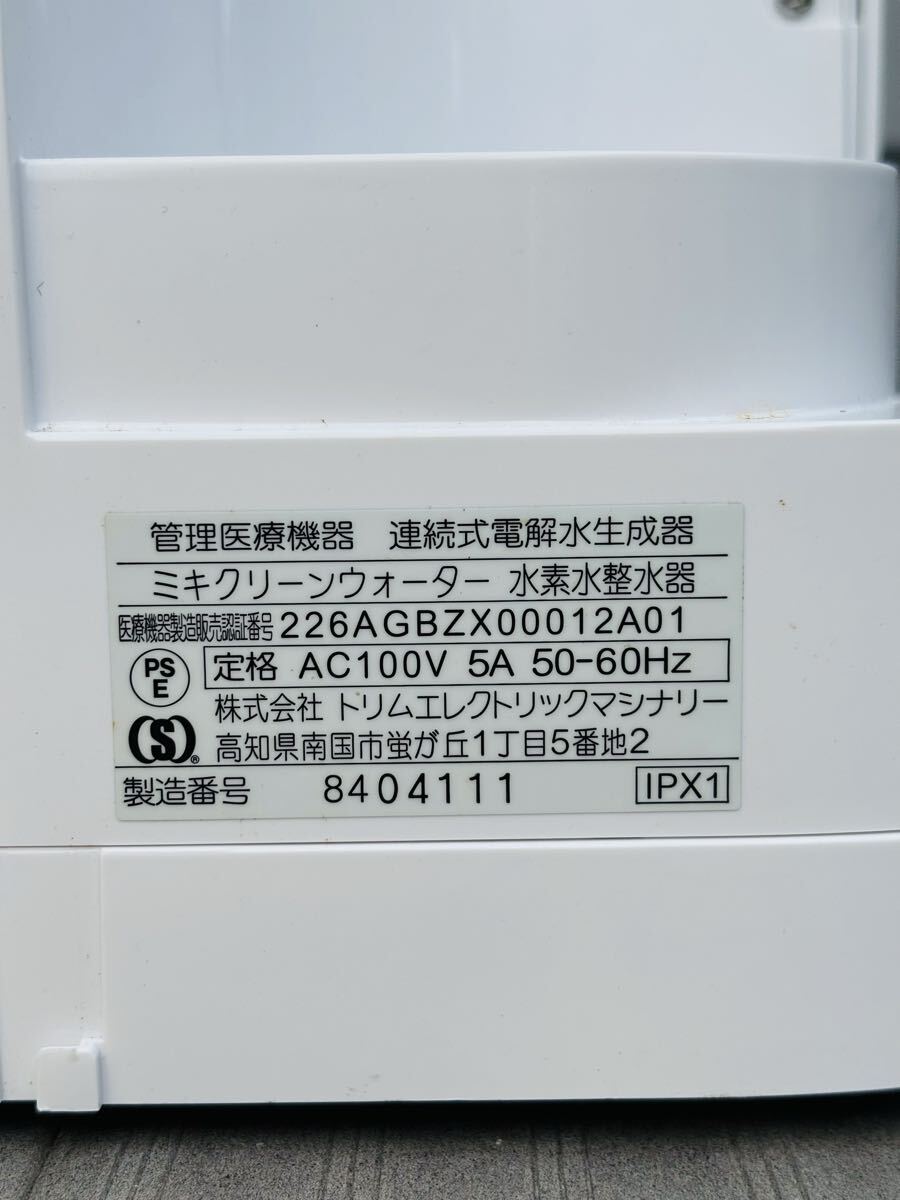 管理医療機器 連続式電解水生成器
ミキクリーンウォーター 水素水整水器
医療機器製造販売認証番号 226AGBZX00012A01
PS
E
定格 AC100V 5A 50-60Hz
株式会社 トリムエレクトリックマシナリー
(S)® 高知県南国市蛍が丘1丁目5番地2
製造番号 8404111 IPX1